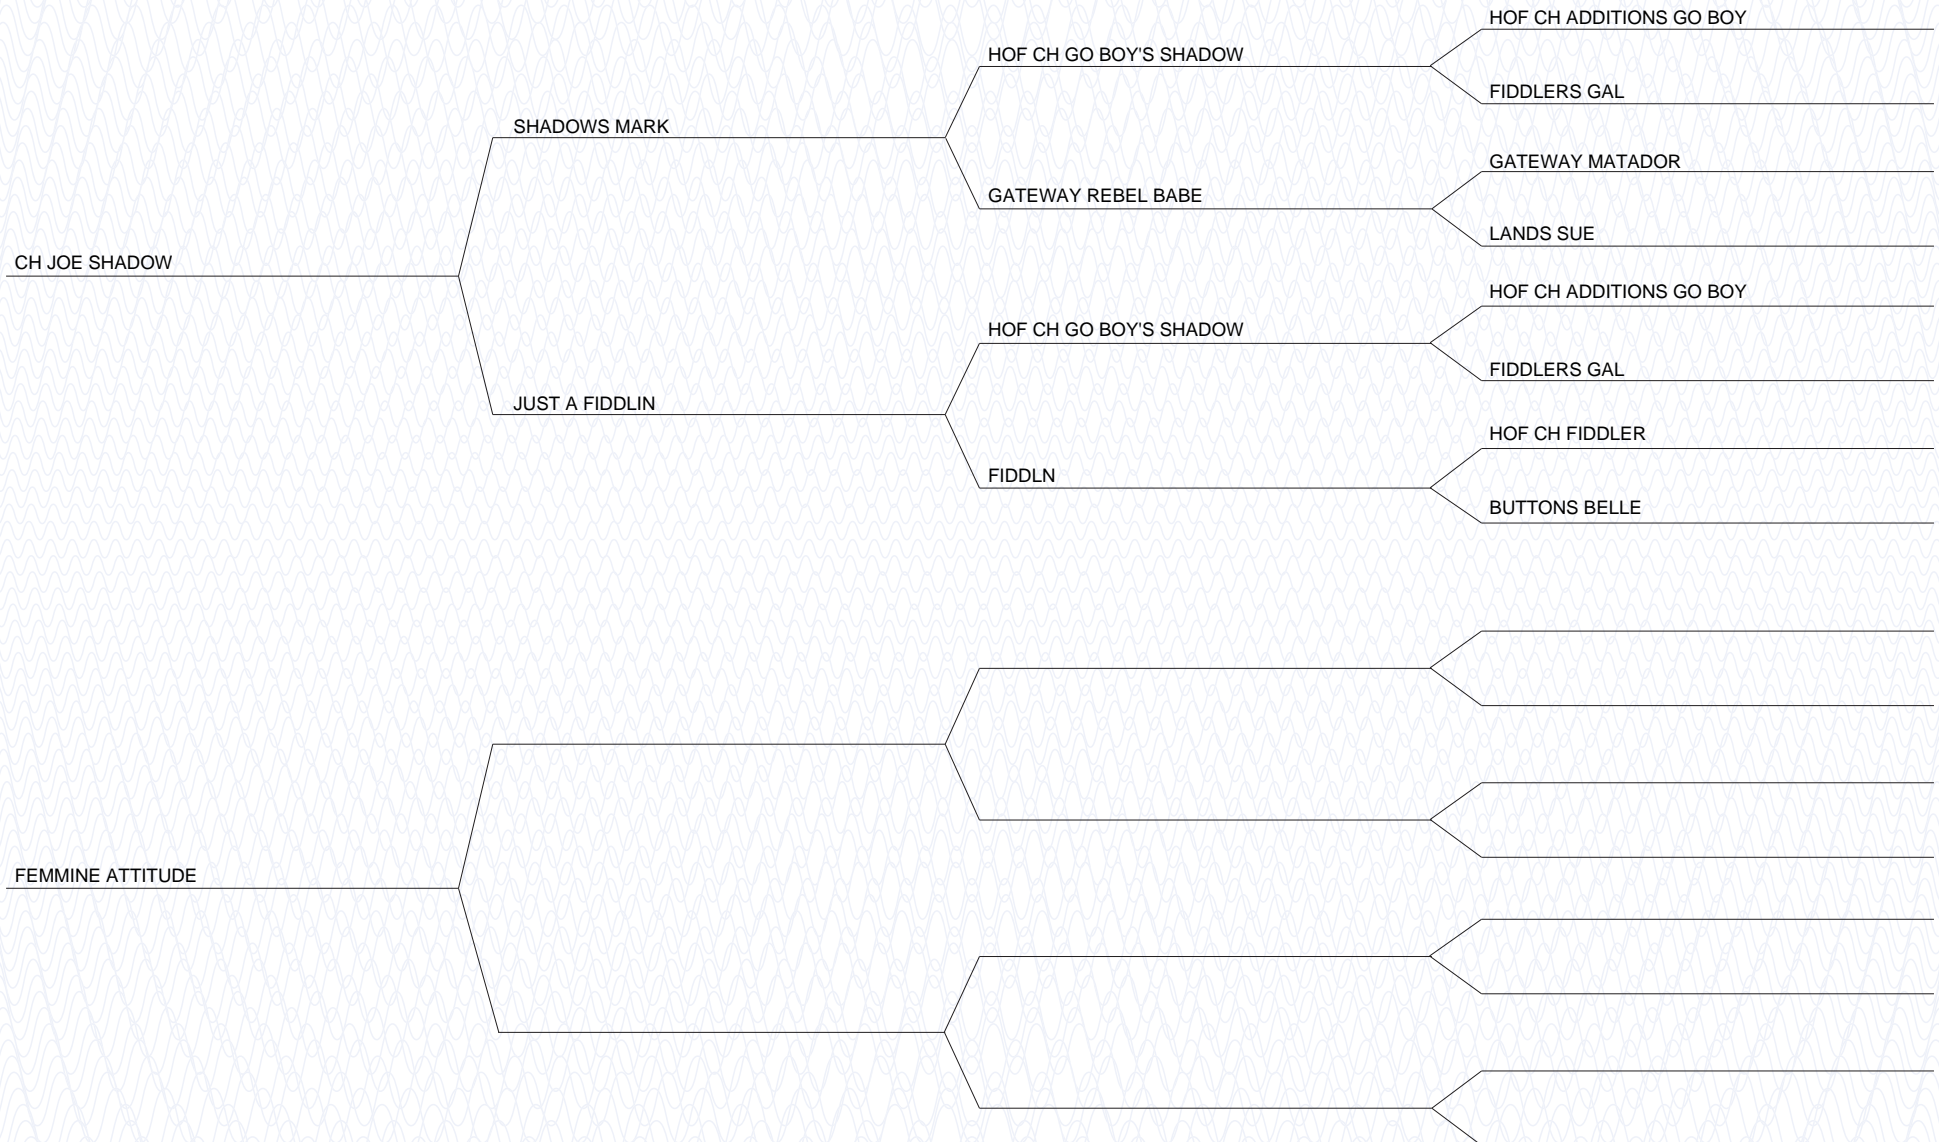 HOF CH ADDITIONS GO BOY
HOF CH GO BOY'S SHADOW
FIDDLERS GAL
SHADOWS MARK
GATEWAY MATADOR
GATEWAY REBEL BABE
LANDS SUE
CH JOE SHADOW
HOF CH ADDITIONS GO BOY
HOF CH GO BOY'S SHADOW
FIDDLERS GAL
JUST A FIDDLIN
HOF CH FIDDLER
FIDDLN
BUTTONS BELLE
FEMMINE ATTITUDE